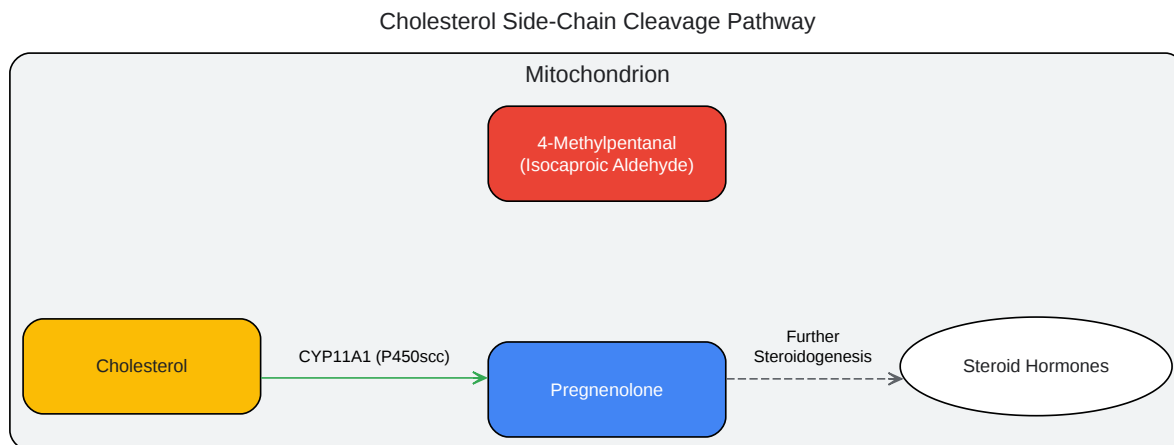 Cholesterol Side-Chain Cleavage Pathway
Mitochondrion
4-Methylpentanal
(Isocaproic Aldehyde)
Cholesterol
CYP11A1 (P450scc)
Pregnenolone
Further
Steroidogenesis
Steroid Hormones